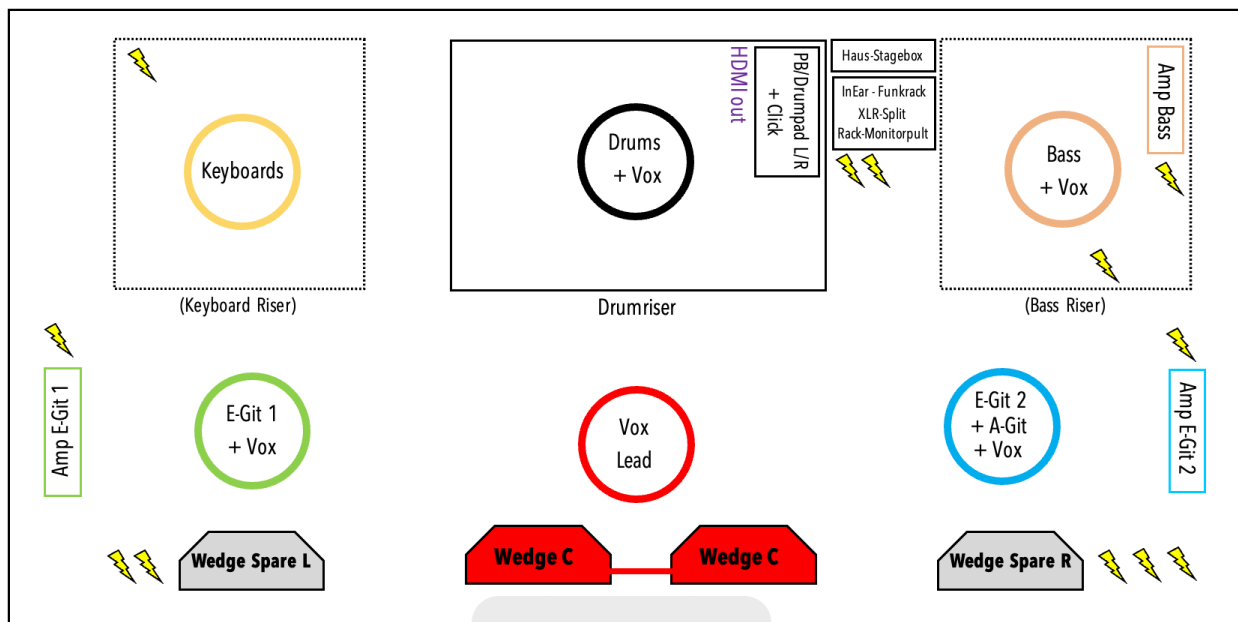 Keyboards
(Keyboard Riser)
Drums
+ Vox
HDMI out
PB/Drumpad L/R
+ Click
Drumriser
Haus-Stagebox
InEar - Funkrack
XLR-Split
Rack-Monitorpult
Bass
+ Vox
Amp Bass
(Bass Riser)
Amp E-Git 1
E-Git 1
+ Vox
Vox
Lead
E-Git 2
+ A-Git
+ Vox
Amp E-Git 2
Wedge Spare L
Wedge C
Wedge C
Wedge Spare R